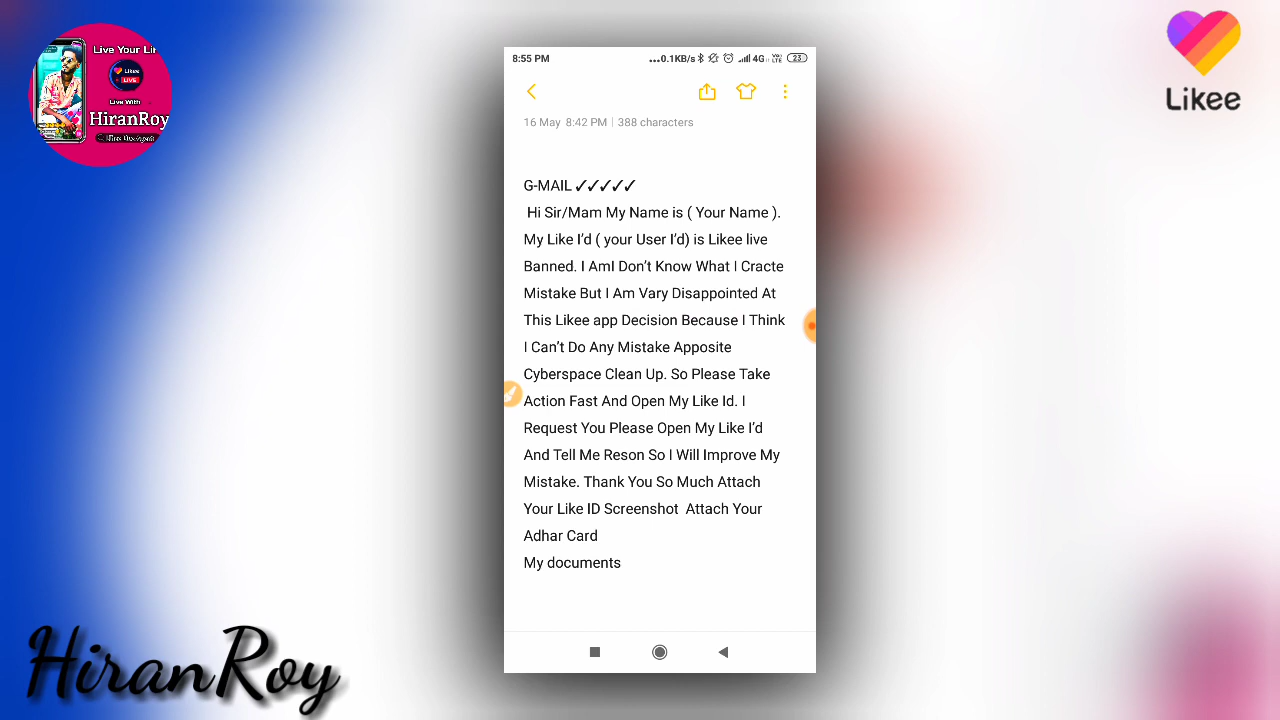 Live Your Lik
Likee
LIVE
Live With
HiranRoy
Likee
8:55 PM
...0.1KB/s 4G VoLTE 23
16 May 8:42 PM | 388 characters
G-MAIL ✓✓✓✓✓
Hi Sir/Mam My Name is ( Your Name ).
My Like I'd ( your User I'd) is Likee live
Banned. I AmI Don't Know What I Cracte
Mistake But I Am Vary Disappointed At
This Likee app Decision Because I Think
I Can't Do Any Mistake Apposite
Cyberspace Clean Up. So Please Take
Action Fast And Open My Like Id. I
Request You Please Open My Like I'd
And Tell Me Reson So I Will Improve My
Mistake. Thank You So Much Attach
Your Like ID Screenshot  Attach Your
Adhar Card
My documents
HiranRoy